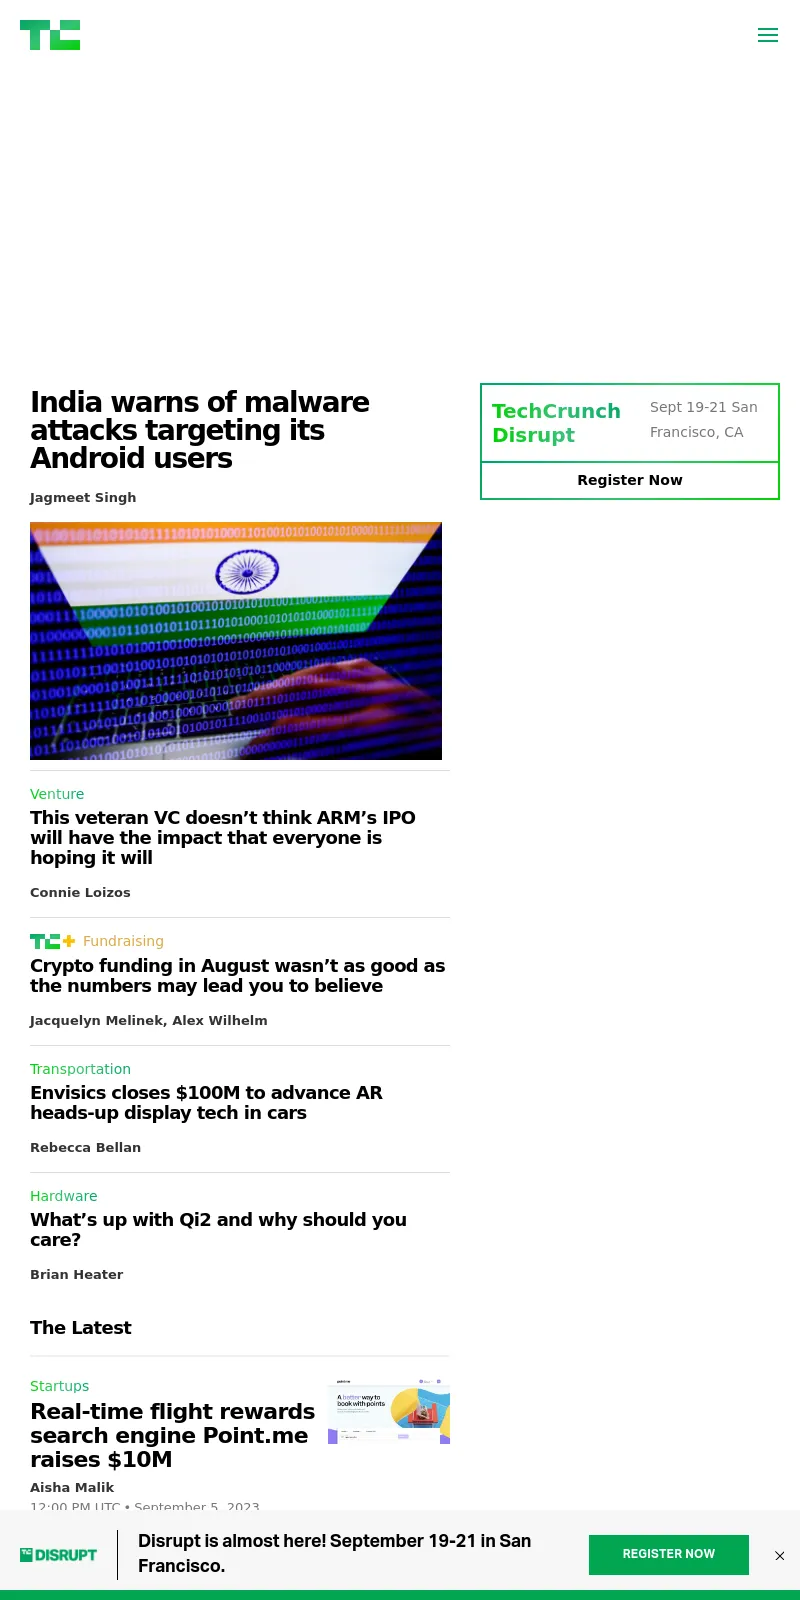 TC
India warns of malware
attacks targeting its
Android users
Jagmeet Singh
TechCrunch
Disrupt
Sept 19-21 San
Francisco, CA
Register Now
Venture
This veteran VC doesn’t think ARM’s IPO
will have the impact that everyone is
hoping it will
Connie Loizos
TC+ Fundraising
Crypto funding in August wasn’t as good as
the numbers may lead you to believe
Jacquelyn Melinek, Alex Wilhelm
Transportation
Envisics closes $100M to advance AR
heads-up display tech in cars
Rebecca Bellan
Hardware
What’s up with Qi2 and why should you
care?
Brian Heater
The Latest
Startups
Real-time flight rewards
search engine Point.me
raises $10M
Aisha Malik
12:00 PM UTC • September 5, 2023
A better way to
book with points
TC DISRUPT
Disrupt is almost here! September 19-21 in San
Francisco.
REGISTER NOW